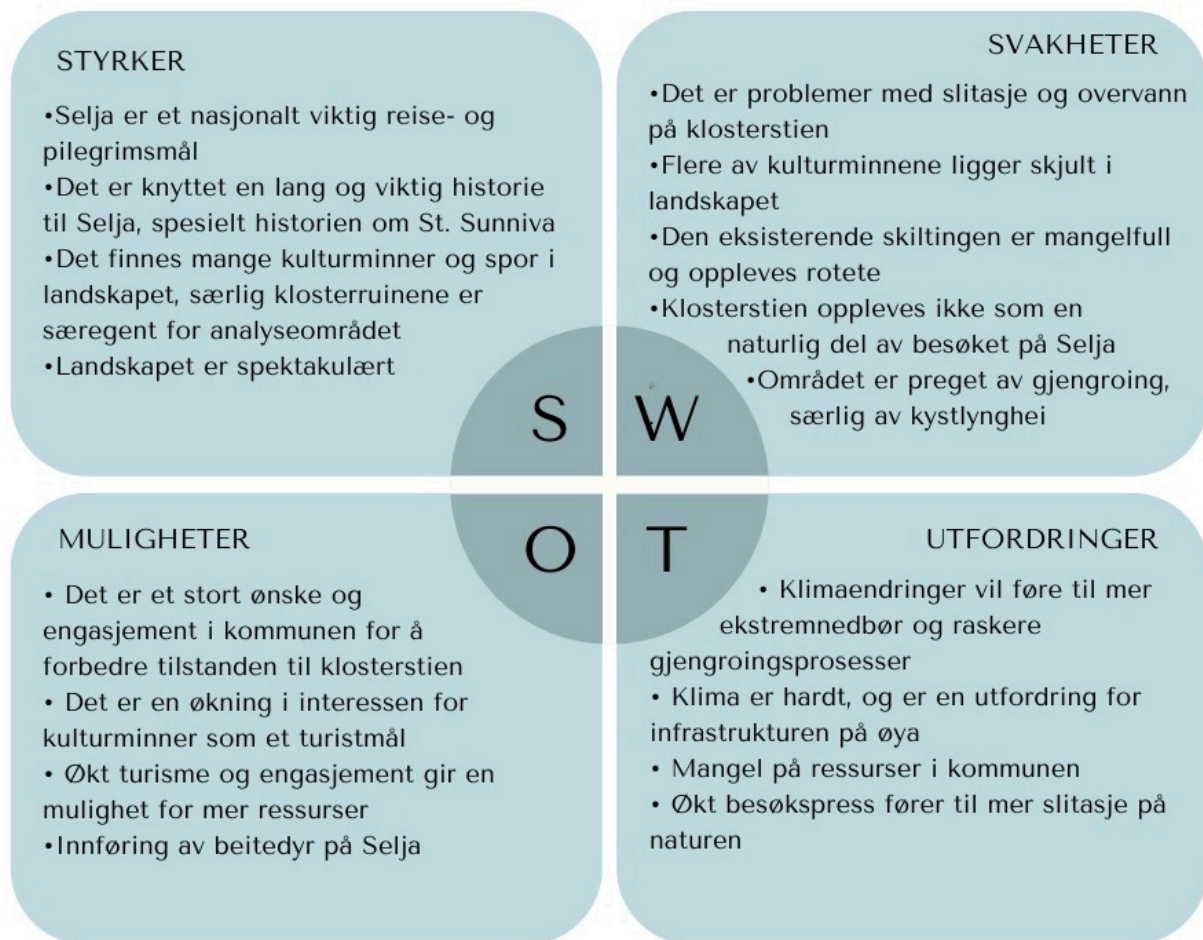 STYRKER
•Selja er et nasjonalt viktig reise- og
pilegrimsmål
•Det er knyttet en lang og viktig historie
til Selja, spesielt historien om St. Sunniva
•Det finnes mange kulturminner og spor i
landskapet, særlig klosterruinene er
særegent for analyseområdet
•Landskapet er spektakulært
SVAKHETER
•Det er problemer med slitasje og overvann
på klosterstien
•Flere av kulturminnene ligger skjult i
landskapet
•Den eksisterende skiltingen er mangelfull
og oppleves rotete
•Klosterstien oppleves ikke som en
naturlig del av besøket på Selja
•Området er preget av gjengroing,
særlig av kystlynghei
S W
O T
MULIGHETER
• Det er et stort ønske og
engasjement i kommunen for å
forbedre tilstanden til klosterstien
• Det er en økning i interessen for
kulturminner som et turistmål
• Økt turisme og engasjement gir en
mulighet for mer ressurser
•Innføring av beitedyr på Selja
UTFORDRINGER
• Klimaendringer vil føre til mer
ekstremnedbør og raskere
gjengroingsprosesser
• Klima er hardt, og er en utfordring for
infrastrukturen på øya
• Mangel på ressurser i kommunen
• Økt besøkspress fører til mer slitasje på
naturen